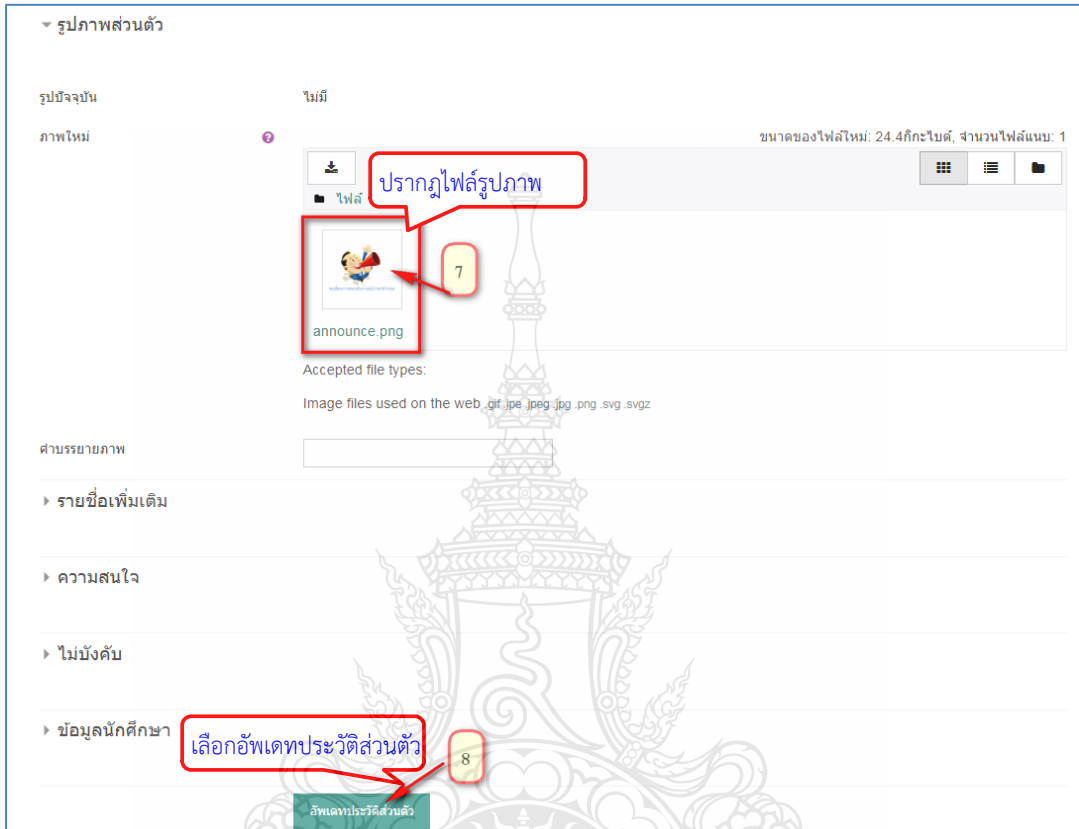 รูปภาพส่วนตัว
รูปปัจจุบัน ไม่มี
ภาพใหม่ ขนาดของไฟล์ใหม่: 24.4กิกะไบต์, จำนวนไฟล์แนบ: 1
ปรากฎไฟล์รูปภาพ
ไฟล์
7
announce.png
Accepted file types:
Image files used on the web .gif .jpe .jpeg .jpg .png .svg .svgz
คำบรรยายภาพ
รายชื่อเพิ่มเติม
ความสนใจ
ไม่บังคับ
ข้อมูลนักศึกษา
เลือกอัพเดทประวัติส่วนตัว
8
อัพเดทประวัติส่วนตัว